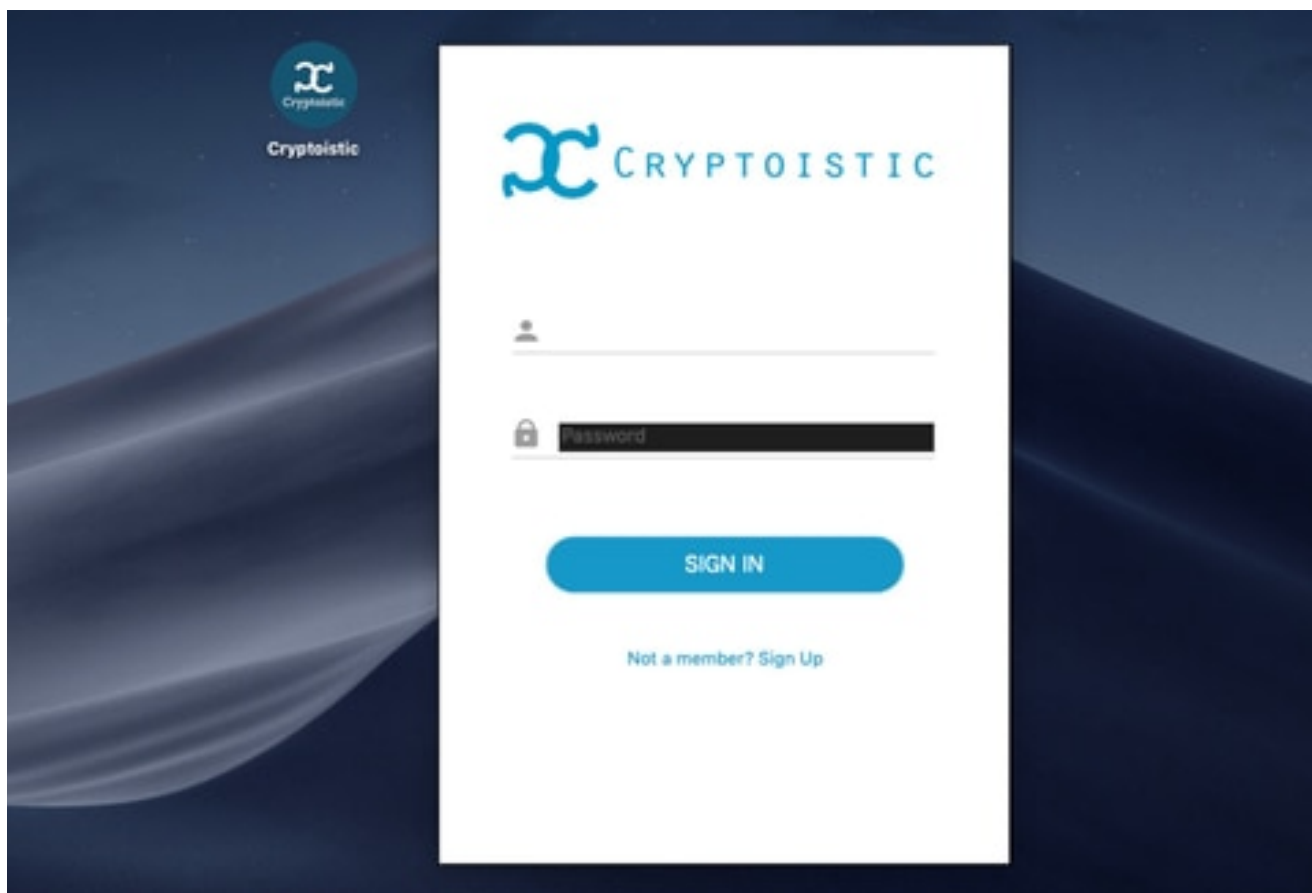 Cryptoistic
Cryptoistic
CRYPTOISTIC
Password
SIGN IN
Not a member? Sign Up